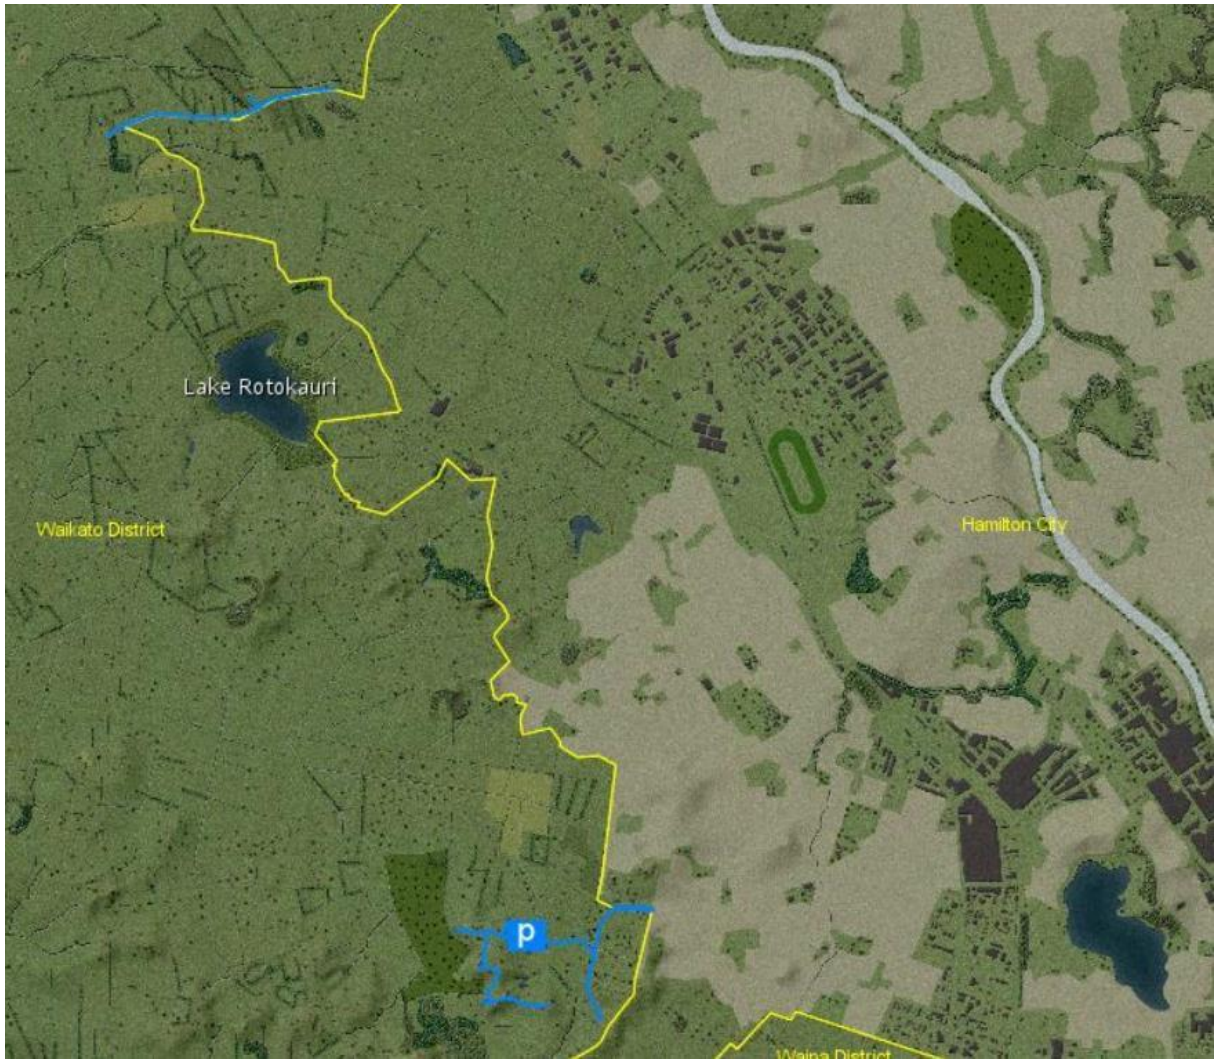 Lake Rotokauri
Waikato District
Hamilton City
p
Waipa District